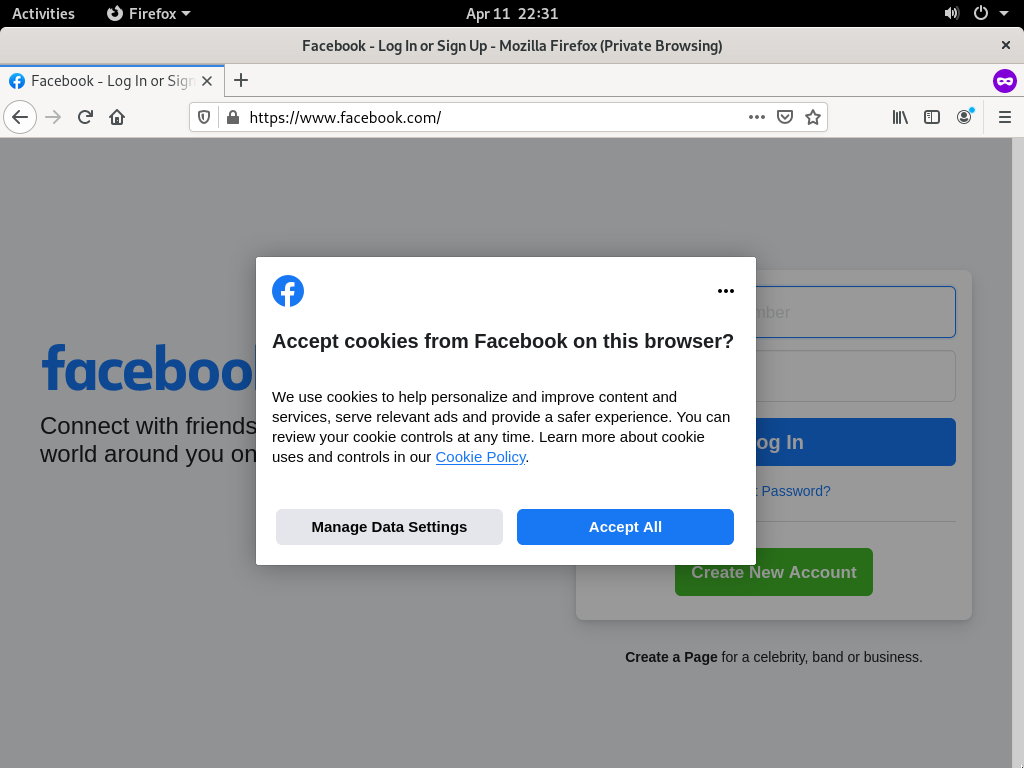 Activities Firefox Apr 11 22:31
Facebook - Log In or Sign Up - Mozilla Firefox (Private Browsing)
Facebook - Log In or Sign
https://www.facebook.com/
Accept cookies from Facebook on this browser?
We use cookies to help personalize and improve content and
services, serve relevant ads and provide a safer experience. You can
review your cookie controls at any time. Learn more about cookie
uses and controls in our Cookie Policy.
Manage Data Settings Accept All
faceboo
Connect with friends
world around you on
mber
og In
t Password?
Create New Account
Create a Page for a celebrity, band or business.